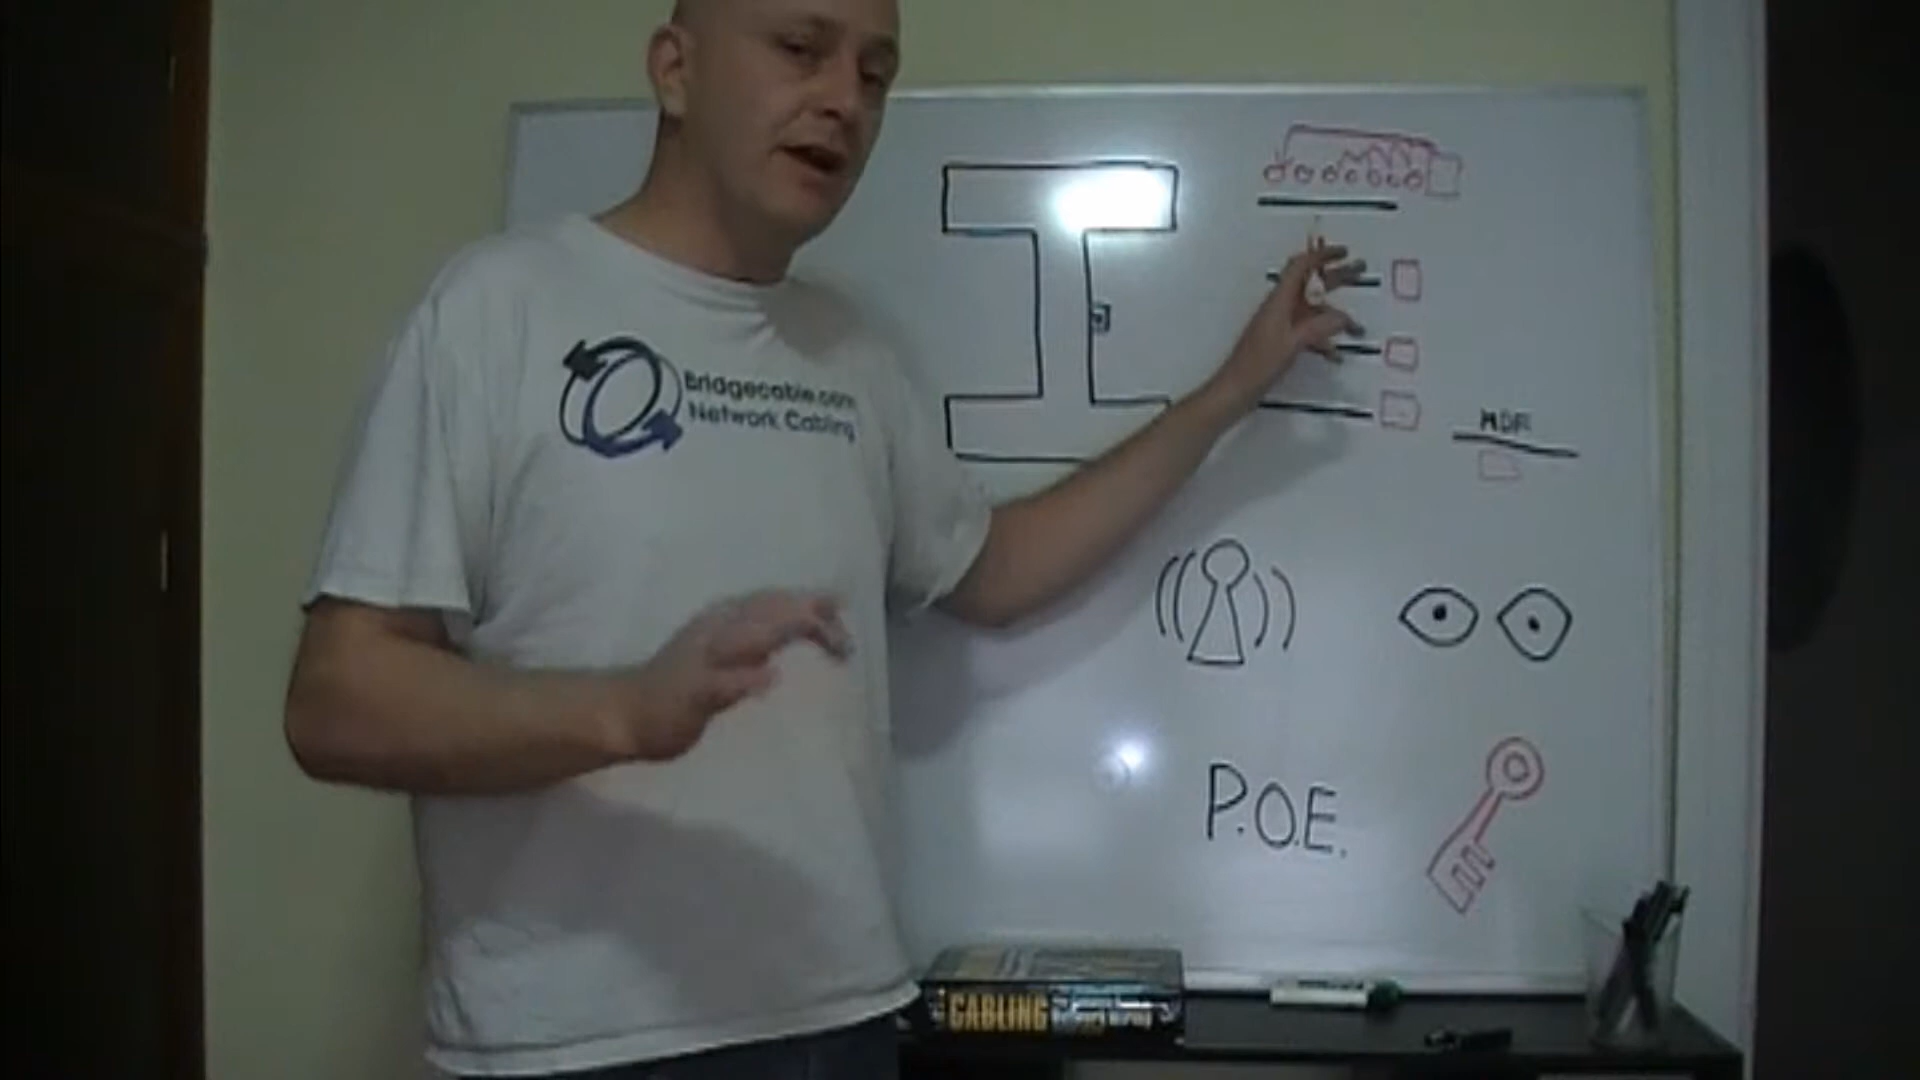 Bridgecable.com
Network Cabling
MDF
P.O.E.
CABLING